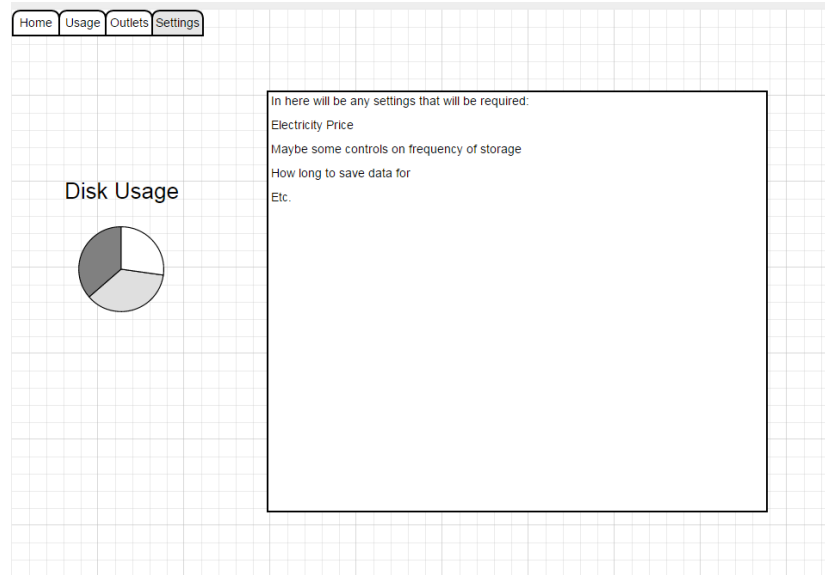 Home Usage Outlets Settings
In here will be any settings that will be required:
Electricity Price
Maybe some controls on frequency of storage
How long to save data for
Etc.
Disk Usage